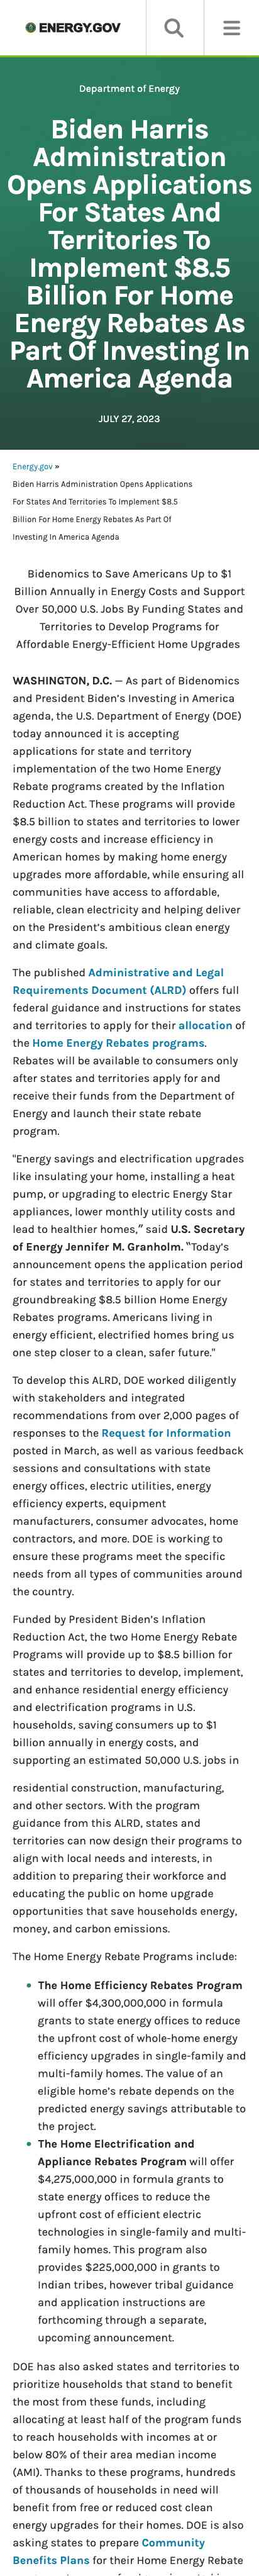 ENERGY.GOV
Department of Energy
Biden Harris
Administration
Opens Applications
For States And
Territories To
Implement $8.5
Billion For Home
Energy Rebates As
Part Of Investing In
America Agenda
JULY 27, 2023
Energy.gov »
Biden Harris Administration Opens Applications
For States And Territories To Implement $8.5
Billion For Home Energy Rebates As Part Of
Investing In America Agenda
Bidenomics to Save Americans Up to $1
Billion Annually in Energy Costs and Support
Over 50,000 U.S. Jobs By Funding States and
Territories to Develop Programs for
Affordable Energy-Efficient Home Upgrades
WASHINGTON, D.C. — As part of Bidenomics
and President Biden’s Investing in America
agenda, the U.S. Department of Energy (DOE)
today announced it is accepting
applications for state and territory
implementation of the two Home Energy
Rebate programs created by the Inflation
Reduction Act. These programs will provide
$8.5 billion to states and territories to lower
energy costs and increase efficiency in
American homes by making home energy
upgrades more affordable, while ensuring all
communities have access to affordable,
reliable, clean electricity and helping deliver
on the President’s ambitious clean energy
and climate goals.
The published Administrative and Legal
Requirements Document (ALRD) offers full
federal guidance and instructions for states
and territories to apply for their allocation of
the Home Energy Rebates programs.
Rebates will be available to consumers only
after states and territories apply for and
receive their funds from the Department of
Energy and launch their state rebate
program.
"Energy savings and electrification upgrades
like insulating your home, installing a heat
pump, or upgrading to electric Energy Star
appliances, lower monthly utility costs and
lead to healthier homes,” said U.S. Secretary
of Energy Jennifer M. Granholm. “Today’s
announcement opens the application period
for states and territories to apply for our
groundbreaking $8.5 billion Home Energy
Rebates programs. Americans living in
energy efficient, electrified homes bring us
one step closer to a clean, safer future."
To develop this ALRD, DOE worked diligently
with stakeholders and integrated
recommendations from over 2,000 pages of
responses to the Request for Information
posted in March, as well as various feedback
sessions and consultations with state
energy offices, electric utilities, energy
efficiency experts, equipment
manufacturers, consumer advocates, home
contractors, and more. DOE is working to
ensure these programs meet the specific
needs from all types of communities around
the country.
Funded by President Biden’s Inflation
Reduction Act, the two Home Energy Rebate
Programs will provide up to $8.5 billion for
states and territories to develop, implement,
and enhance residential energy efficiency
and electrification programs in U.S.
households, saving consumers up to $1
billion annually in energy costs, and
supporting an estimated 50,000 U.S. jobs in
residential construction, manufacturing,
and other sectors. With the program
guidance from this ALRD, states and
territories can now design their programs to
align with local needs and interests, in
addition to preparing their workforce and
educating the public on home upgrade
opportunities that save households energy,
money, and carbon emissions.
The Home Energy Rebate Programs include:
• The Home Efficiency Rebates Program
will offer $4,300,000,000 in formula
grants to state energy offices to reduce
the upfront cost of whole-home energy
efficiency upgrades in single-family and
multi-family homes. The value of an
eligible home’s rebate depends on the
predicted energy savings attributable to
the project.
• The Home Electrification and
Appliance Rebates Program will offer
$4,275,000,000 in formula grants to
state energy offices to reduce the
upfront cost of efficient electric
technologies in single-family and multi-
family homes. This program also
provides $225,000,000 in grants to
Indian tribes, however tribal guidance
and application instructions are
forthcoming through a separate,
upcoming announcement.
DOE has also asked states and territories to
prioritize households that stand to benefit
the most from these funds, including
allocating at least half of the program funds
to reach households with incomes at or
below 80% of their area median income
(AMI). Thanks to these programs, hundreds
of thousands of households in need will
benefit from free or reduced cost clean
energy upgrades for their homes. DOE is also
asking states to prepare Community
Benefits Plans for their Home Energy Rebate